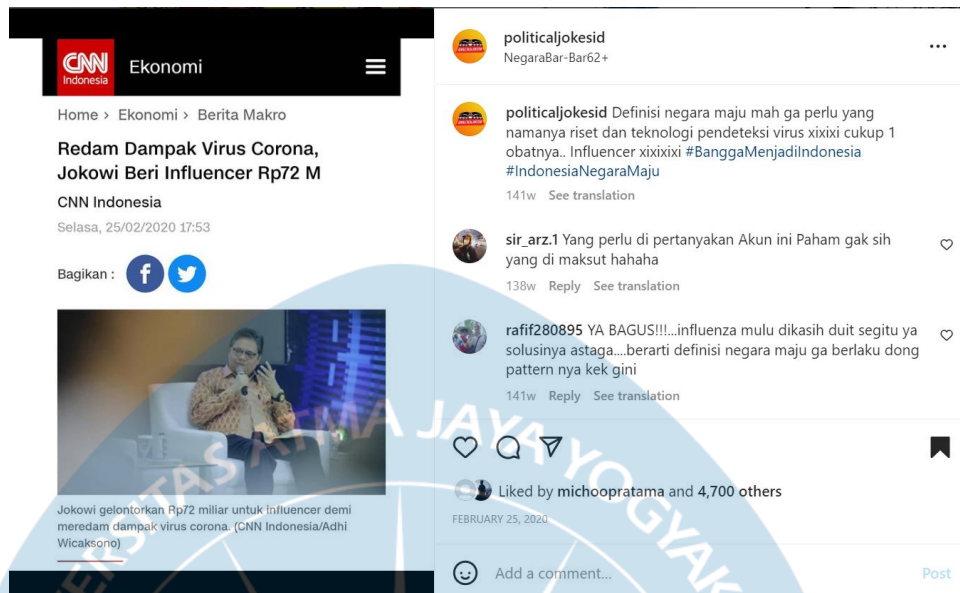 CNN
Indonesia
Ekonomi
Home > Ekonomi > Berita Makro
Redam Dampak Virus Corona,
Jokowi Beri Influencer Rp72 M
CNN Indonesia
Selasa, 25/02/2020 17:53
Bagikan :
Jokowi gelontorkan Rp72 miliar untuk influencer demi
meredam dampak virus corona. (CNN Indonesia/Adhi
Wicaksono)
politicaljokesid
NegaraBar-Bar62+
politicaljokesid Definisi negara maju mah ga perlu yang
namanya riset dan teknologi pendeteksi virus xixixi cukup 1
obatnya.. Influencer xixixixi #BanggaMenjadiIndonesia
#IndonesiaNegaraMaju
141w See translation
sir_arz.1 Yang perlu di pertanyakan Akun ini Paham gak sih
yang di maksut hahaha
138w Reply See translation
rafif280895 YA BAGUS!!!...influenza mulu dikasih duit segitu ya
solusinya astaga....berarti definisi negara maju ga berlaku dong
pattern nya kek gini
141w Reply See translation
Liked by michoopratama and 4,700 others
FEBRUARY 25, 2020
Add a comment...
Post
ERSITAS ATMA JAYA YOGYAK